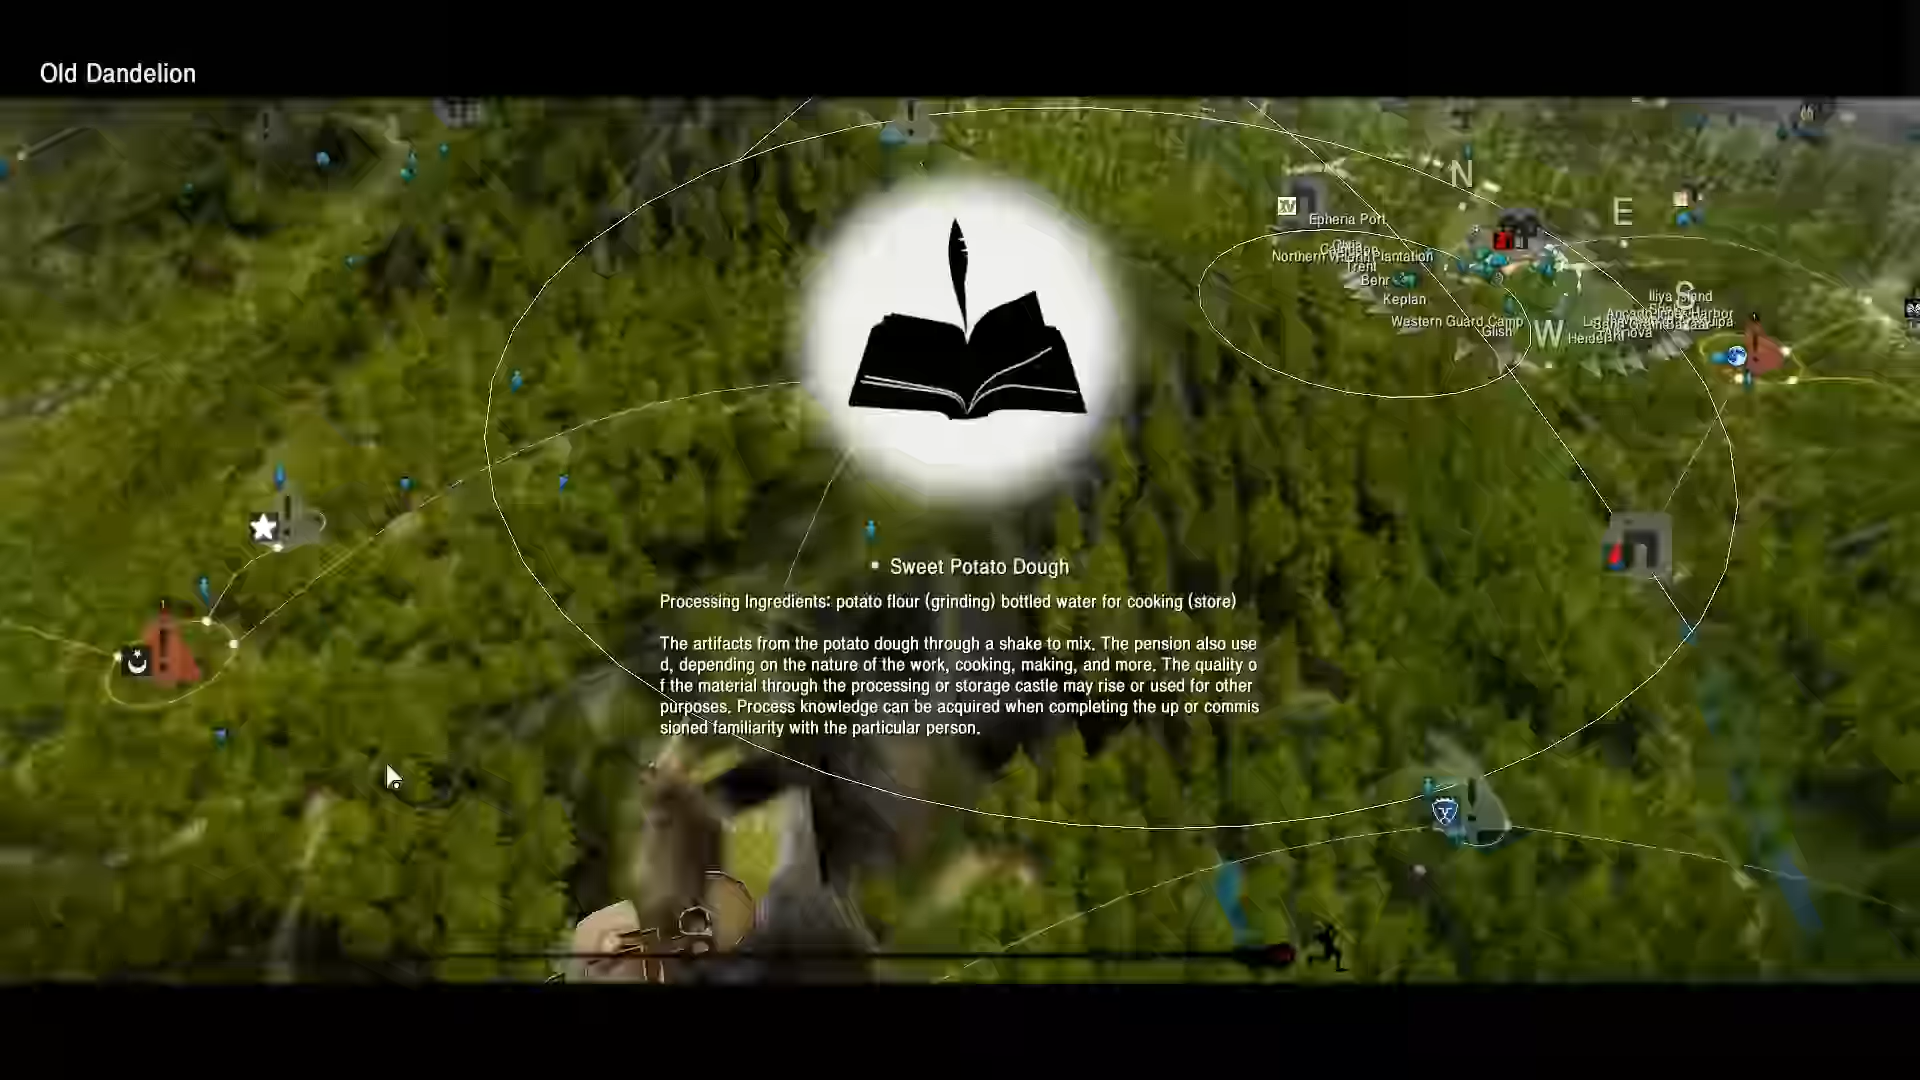 Old Dandelion
N
E
Epheria Port
Northern Wheat Plantation
Trent
Behr
Keplan
Iliya Island
S
Western Guard Camp
Glish
W
Sweet Potato Dough
Processing Ingredients: potato flour (grinding) bottled water for cooking (store)
The artifacts from the potato dough through a shake to mix. The pension also use
d, depending on the nature of the work, cooking, making, and more. The quality o
f the material through the processing or storage castle may rise or used for other
purposes. Process knowledge can be acquired when completing the up or commis
sioned familiarity with the particular person.